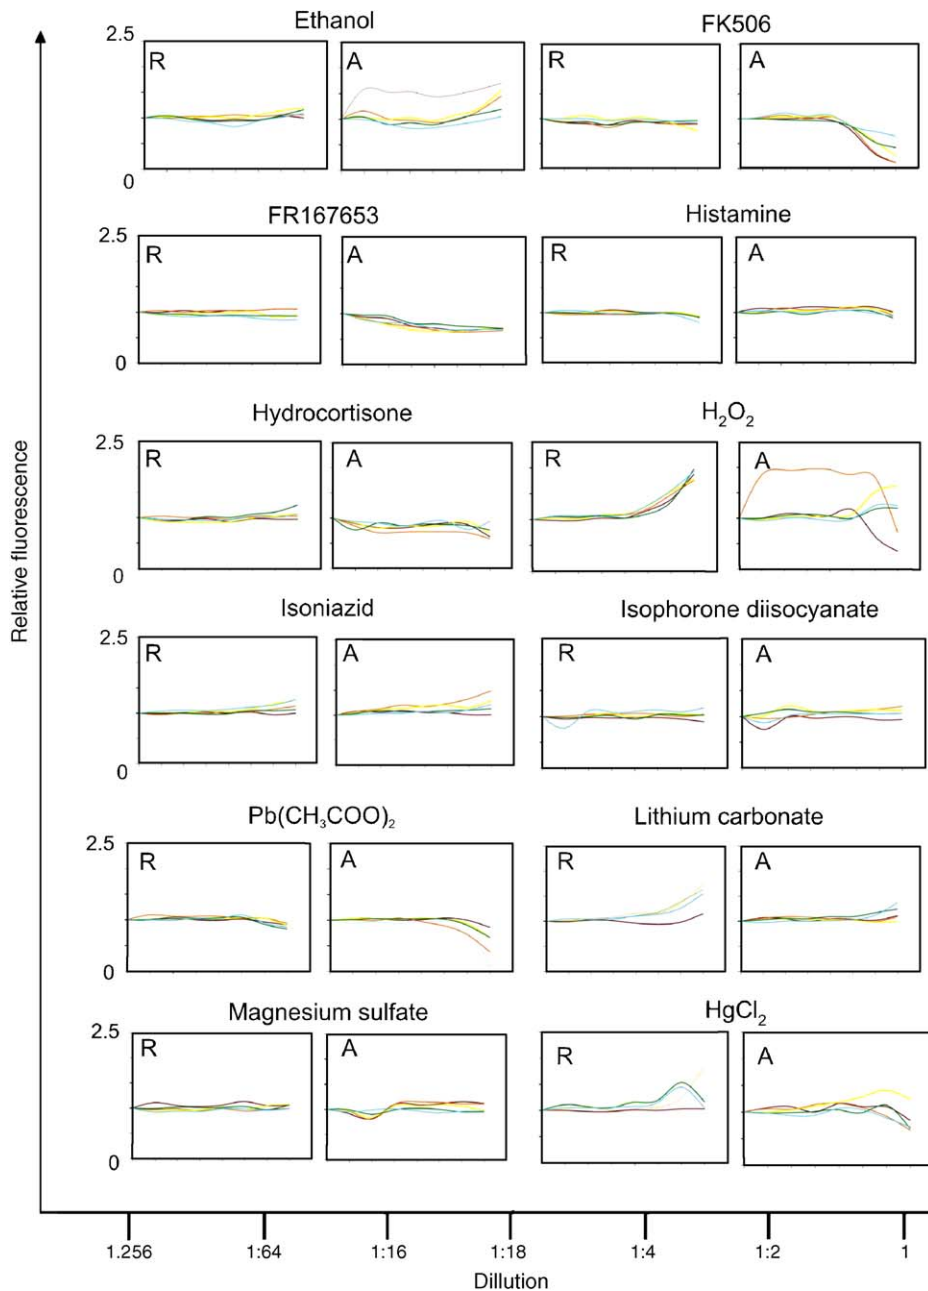 Ethanol
FK506
2.5
R
A
R
A
0
FR167653
Histamine
2.5
R
A
R
A
0
Hydrocortisone
H₂O₂
2.5
R
A
R
A
0
Isoniazid
Isophorone diisocyanate
2.5
R
A
R
A
0
Pb(CH₃COO)₂
Lithium carbonate
2.5
R
A
R
A
0
Magnesium sulfate
HgCl₂
2.5
R
A
R
A
0
Relative fluorescence
1.256 1:64 1:16 1:18 1:4 1:2 1
Dillution